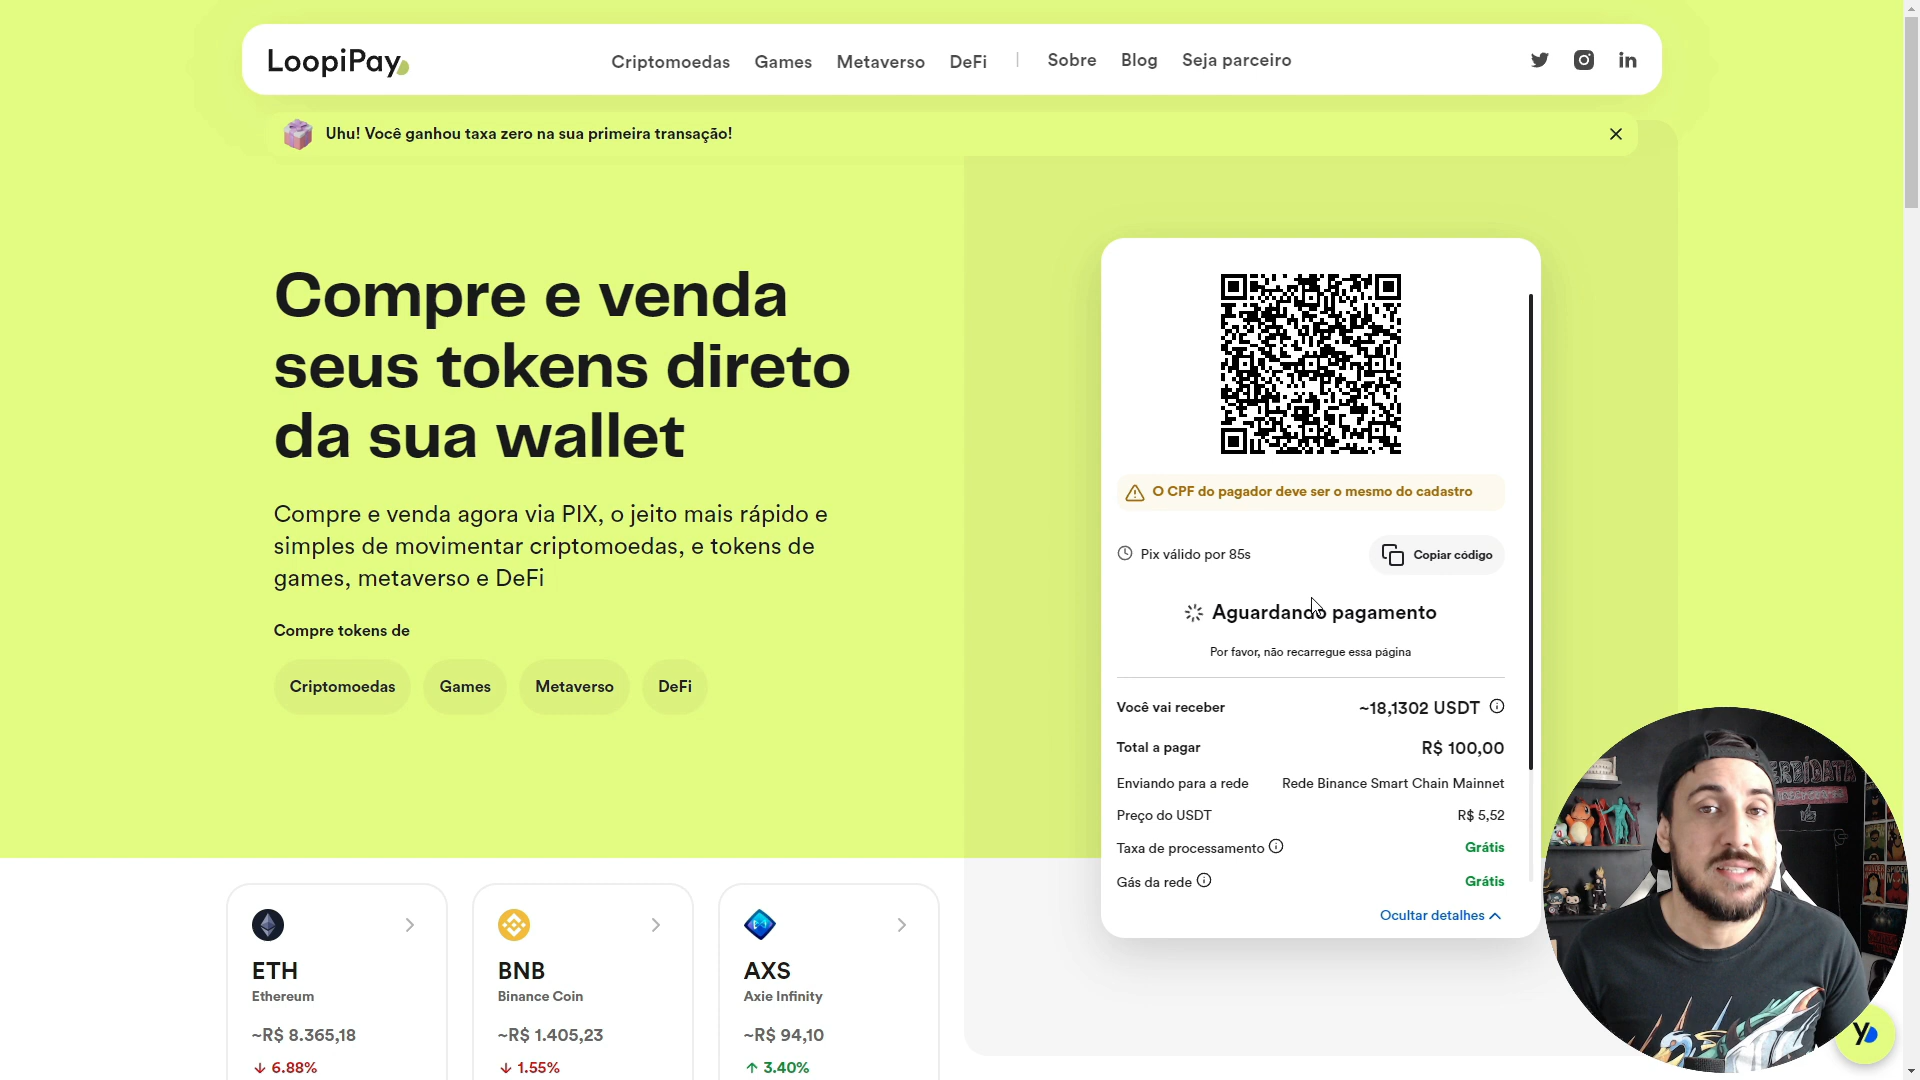 LoopiPay
Criptomoedas Games Metaverso DeFi | Sobre Blog Seja parceiro
Uhu! Você ganhou taxa zero na sua primeira transação!
Compre e venda
seus tokens direto
da sua wallet
Compre e venda agora via PIX, o jeito mais rápido e
simples de movimentar criptomoedas, e tokens de
games, metaverso e DeFi
Compre tokens de
Criptomoedas Games Metaverso DeFi
O CPF do pagador deve ser o mesmo do cadastro
Pix válido por 85s Copiar código
Aguardando pagamento
Por favor, não recarregue essa página
Você vai receber ~18,1302 USDT
Total a pagar R$ 100,00
Enviando para a rede Rede Binance Smart Chain Mainnet
Preço do USDT R$ 5,52
Taxa de processamento Grátis
Gás da rede Grátis
Ocultar detalhes
ETH
Ethereum
~R$ 8.365,18
↓ 6.88%
BNB
Binance Coin
~R$ 1.405,23
↓ 1.55%
AXS
Axie Infinity
~R$ 94,10
↑ 3.40%